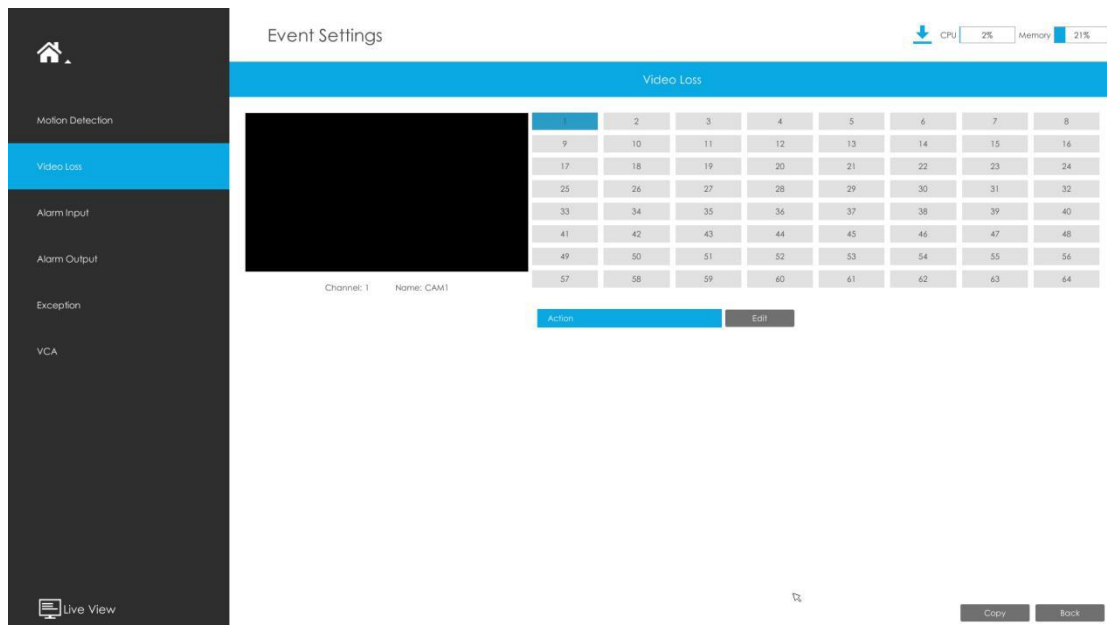 Event Settings
CPU 2% Memory 21%
Video Loss
Motion Detection
Video Loss
Alarm Input
Alarm Output
Exception
VCA
Live View
1 2 3 4 5 6 7 8
9 10 11 12 13 14 15 16
17 18 19 20 21 22 23 24
25 26 27 28 29 30 31 32
33 34 35 36 37 38 39 40
41 42 43 44 45 46 47 48
49 50 51 52 53 54 55 56
57 58 59 60 61 62 63 64
Channel: 1 Name: CAM1
Action Edit
Copy Back